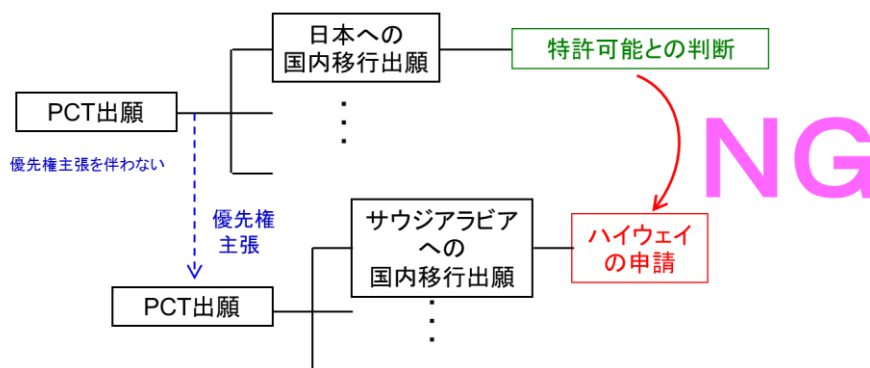 日本への
国内移行出願
特許可能との判断
PCT出願
優先権主張を伴わない
NG
優先権
主張
サウジアラビア
への
国内移行出願
ハイウェイ
の申請
PCT出願